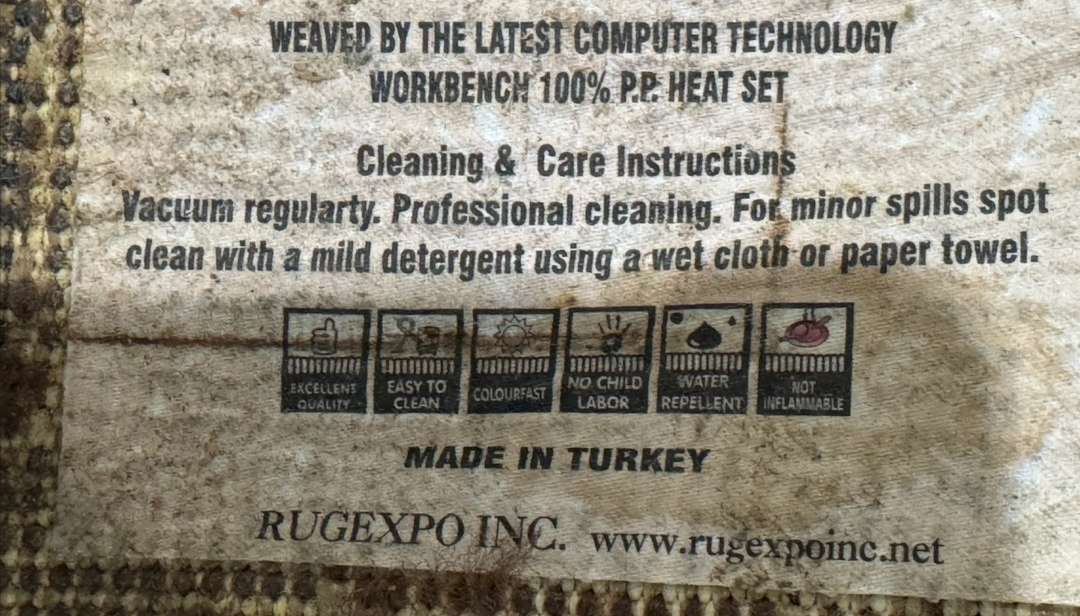 WEAVED BY THE LATEST COMPUTER TECHNOLOGY
WORKBENCH 100% P.P. HEAT SET
Cleaning & Care Instructions
Vacuum regularty. Professional cleaning. For minor spills spot
clean with a mild detergent using a wet cloth or paper towel.
EXCELLENT QUALITY
EASY TO CLEAN
COLOURFAST
NO CHILD LABOR
WATER REPELLENT
NOT INFLAMMABLE
MADE IN TURKEY
RUGEXPO INC. www.rugexpoinc.net